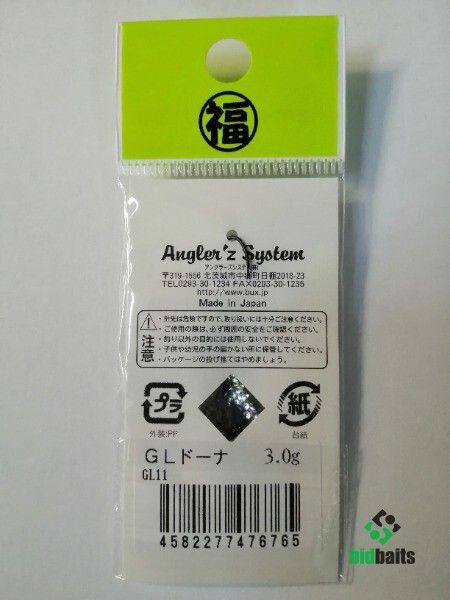 福
Angler'z System
アングラーズシステム㈱
〒319-1556 北茨城市中郷町日棚2018-23
TEL0293-30-1234 FAX0293-30-1235
http://www.bux.jp
Made in Japan
注意
・針先は危険ですので、取り扱いには十分ご注意ください。
・ご使用の際は、必ず周囲の安全をご確認ください。
・釣り以外の目的には使用しないでください。
・子供や幼児の手の届かない所に保管してください。
・パッケージの投げ捨てはやめましょう。
プラ
外装:PP
紙
台紙
GLドーナ 3.0g
GL11
4582277476765
bidbaits